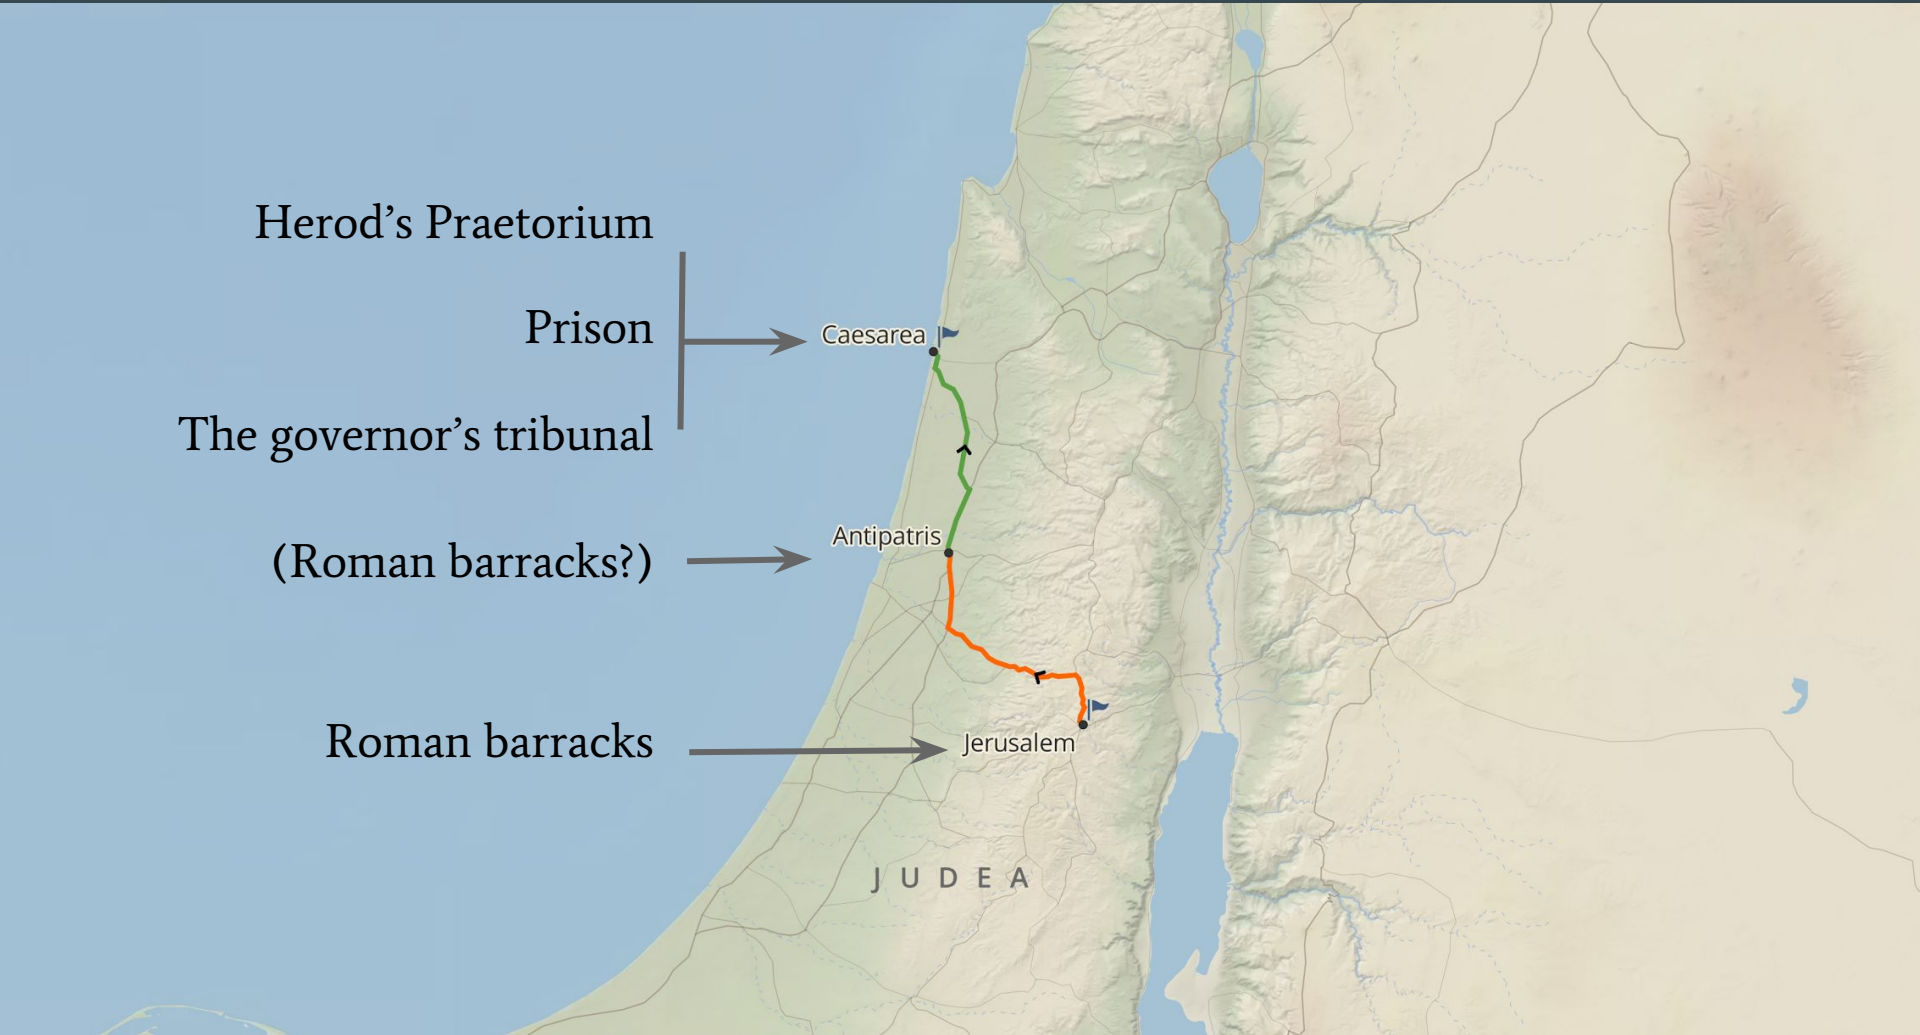 Herod’s Praetorium
Prison
The governor’s tribunal
(Roman barracks?)
Roman barracks
Caesarea
Antipatris
Jerusalem
JUDEA